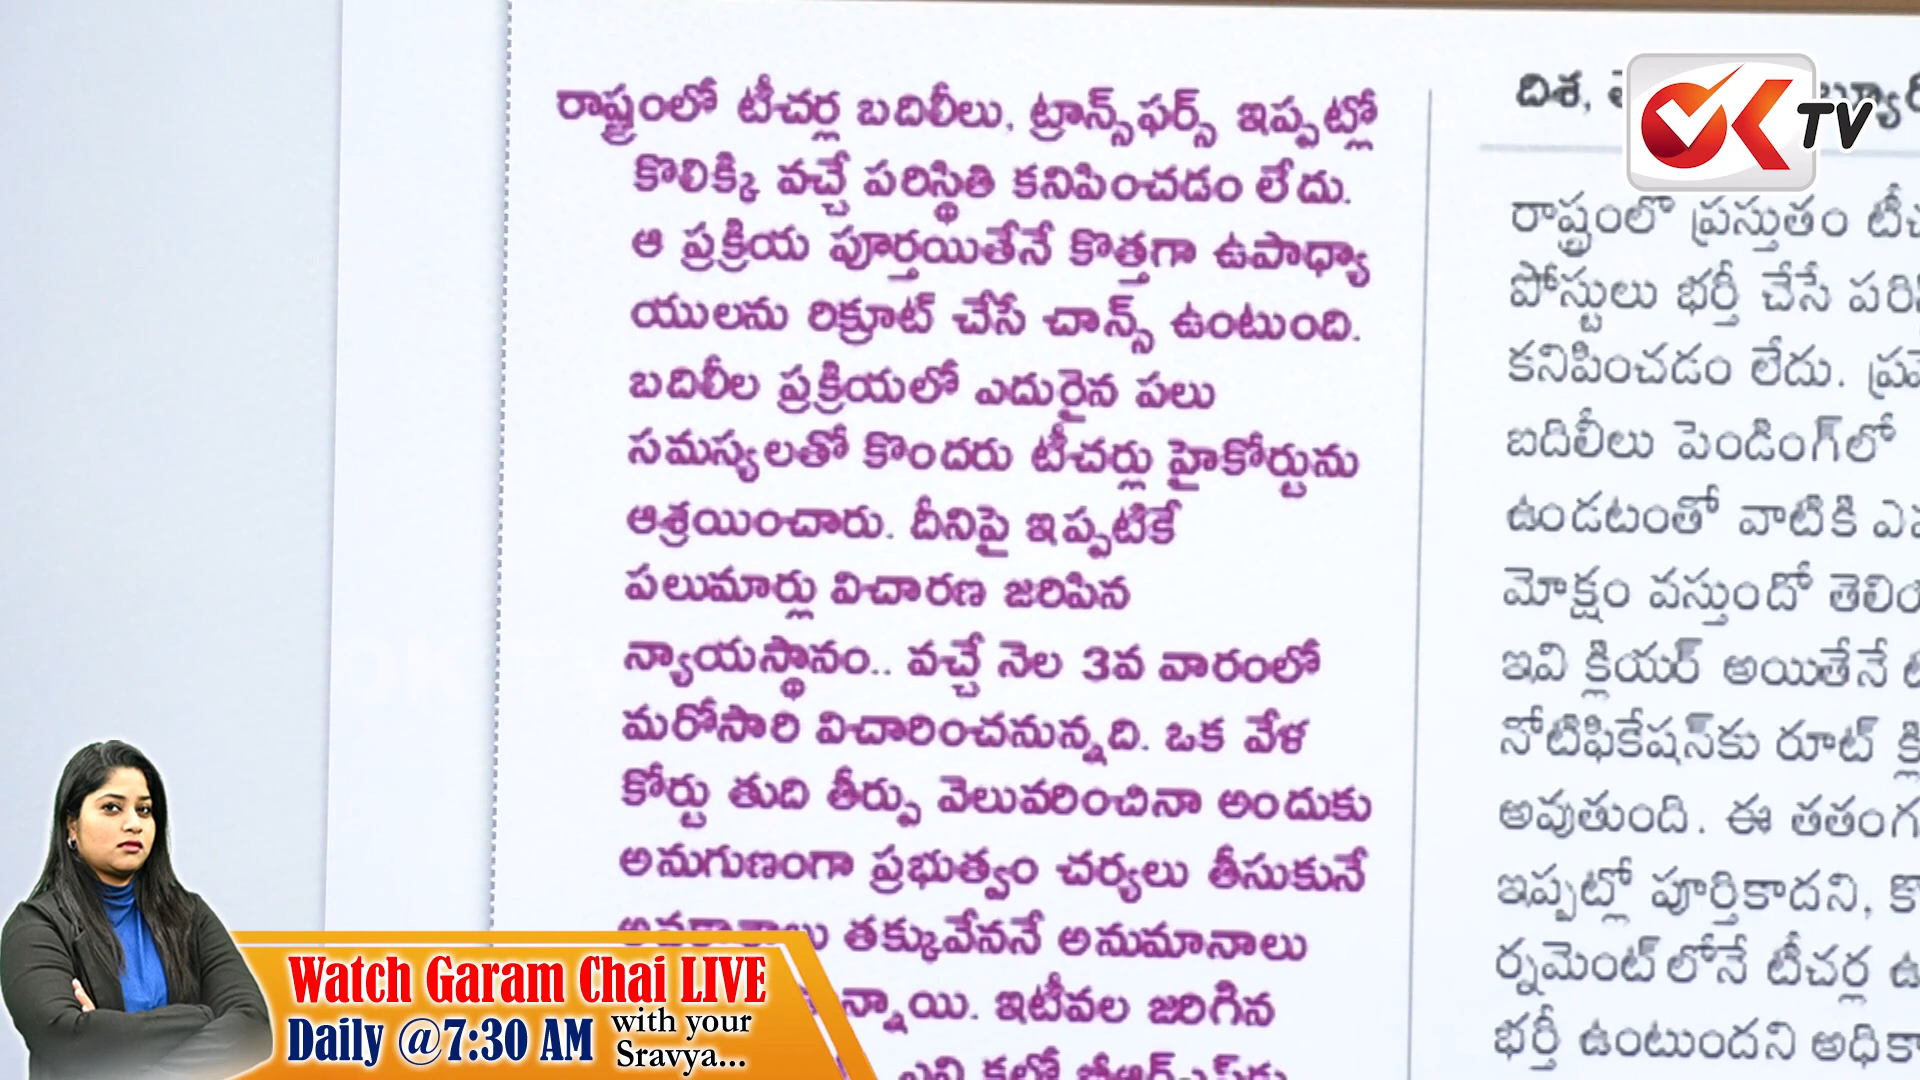 రాష్ట్రంలో టీచర్ల బదిలీలు, ట్రాన్స్‌ఫర్స్ ఇప్పట్లో
కొలిక్కి వచ్చే పరిస్థితి కనిపించడం లేదు.
ఆ ప్రక్రియ పూర్తయితేనే కొత్తగా ఉపాధ్యా
యులను రిక్రూట్ చేసే చాన్స్ ఉంటుంది.
బదిలీల ప్రక్రియలో ఎదురైన పలు
సమస్యలతో కొందరు టీచర్లు హైకోర్టును
ఆశ్రయించారు. దీనిపై ఇప్పటికే
పలుమార్లు విచారణ జరిపిన
న్యాయస్థానం.. వచ్చే నెల 3వ వారంలో
మరోసారి విచారించనున్నది. ఒక వేళ
కోర్టు తుది తీర్పు వెలువరించినా అందుకు
అనుగుణంగా ప్రభుత్వం చర్యలు తీసుకునే
తక్కువేననే అనుమానాలు
న్నాయి. ఇటీవల జరిగిన
దిశ,
రాష్ట్రంలో ప్రస్తుతం
పోస్టులు భర్తీ చేసే
కనిపించడం లేదు.
బదిలీలు పెండింగ్‌లో
ఉండటంతో వాటికి
మోక్షం వస్తుందో
ఇవి క్లియర్ అయితేనే
నోటిఫికేషన్‌కు రూట్
అవుతుంది. ఈ
ఇప్పట్లో పూర్తికాదని,
ర్నమెంట్‌లోనే టీచర్ల
భర్తీ ఉంటుందని
OK TV
Watch Garam Chai LIVE
Daily @7:30 AM with your
Sravya...